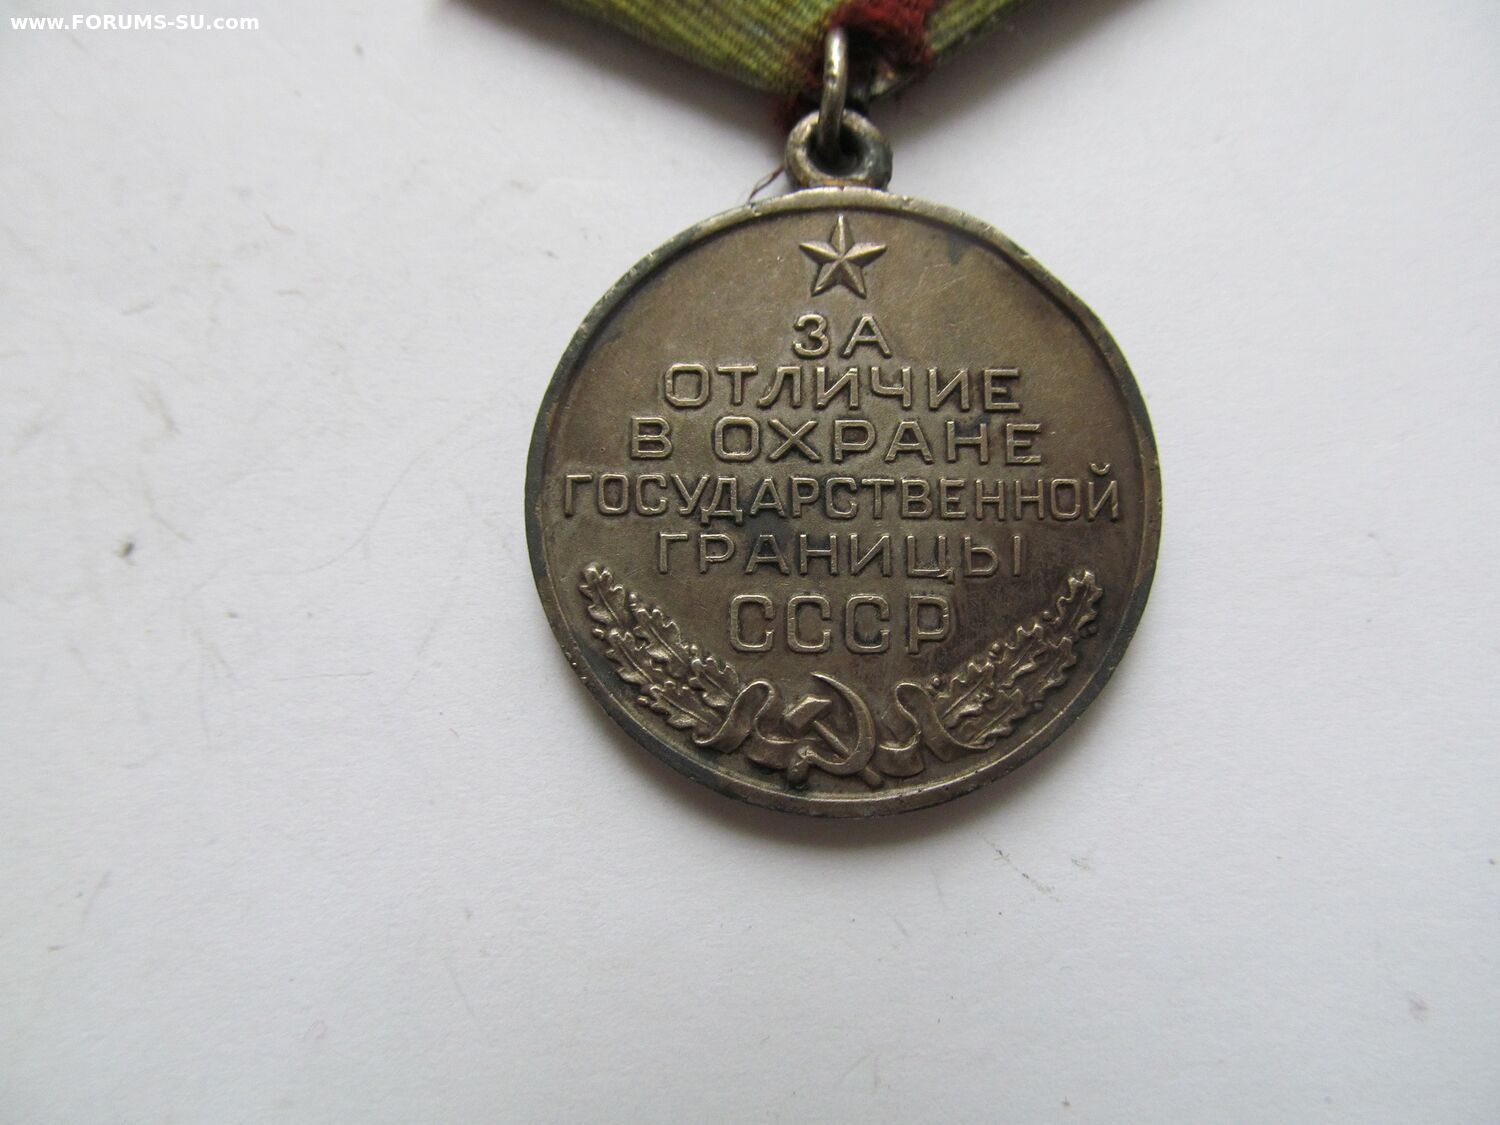 www.FORUMS-SU.com
ЗА
ОТЛИЧИЕ
В ОХРАНЕ
ГОСУДАРСТВЕННОЙ
ГРАНИЦЫ
СССР